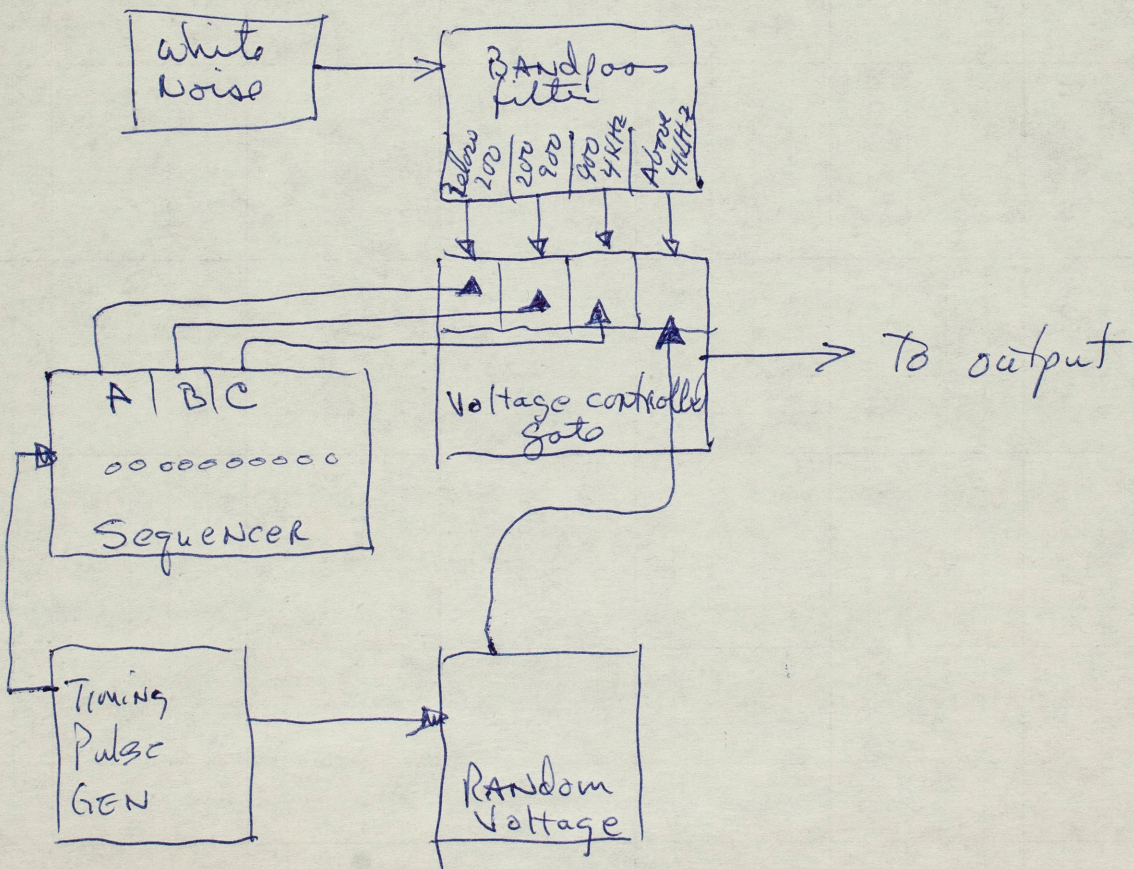 White
Noise
BANdpass
filter
Below
200
200
900
900
4KHz
Above
4KHz
A | B | C
Voltage controlled
gate
To output
Sequencer
Timing
Pulse
GEN
RANdom
Voltage